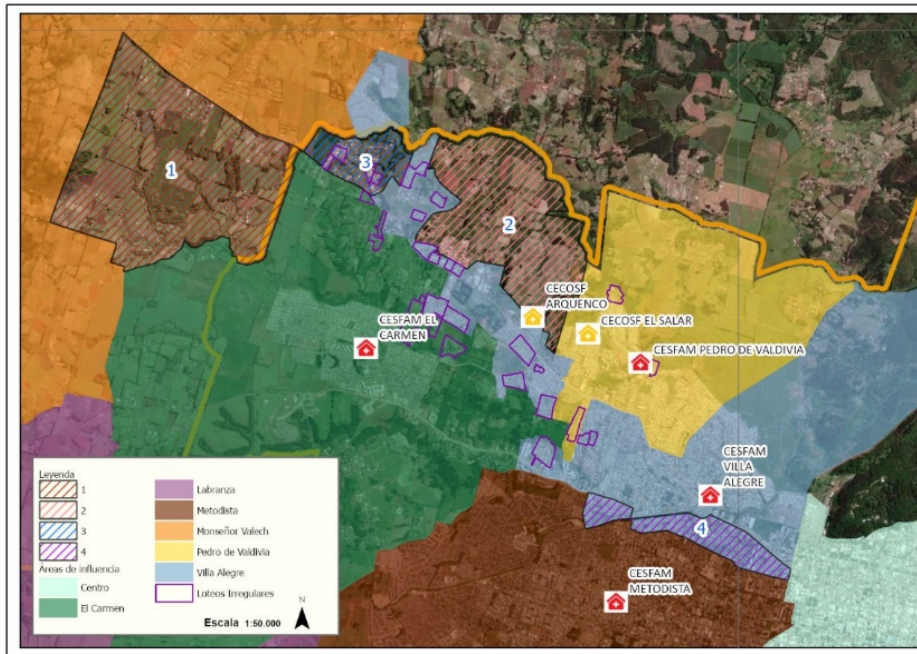 1
3
2
CECOSF
ARQUENCO
CESFAM EL
CARMEN
CECOSF EL SALAR
CESFAM PEDRO DE VALDIVIA
CESFAM
VILLA
ALEGRE
4
CESFAM
METODISTA
Leyenda
1
2
3
4
Áreas de influencia
Centro
El Carmen
Labranza
Metodista
Monseñor Valech
Pedro de Valdivia
Villa Alegre
Loteos Irregulares
N
Escala 1:50.000